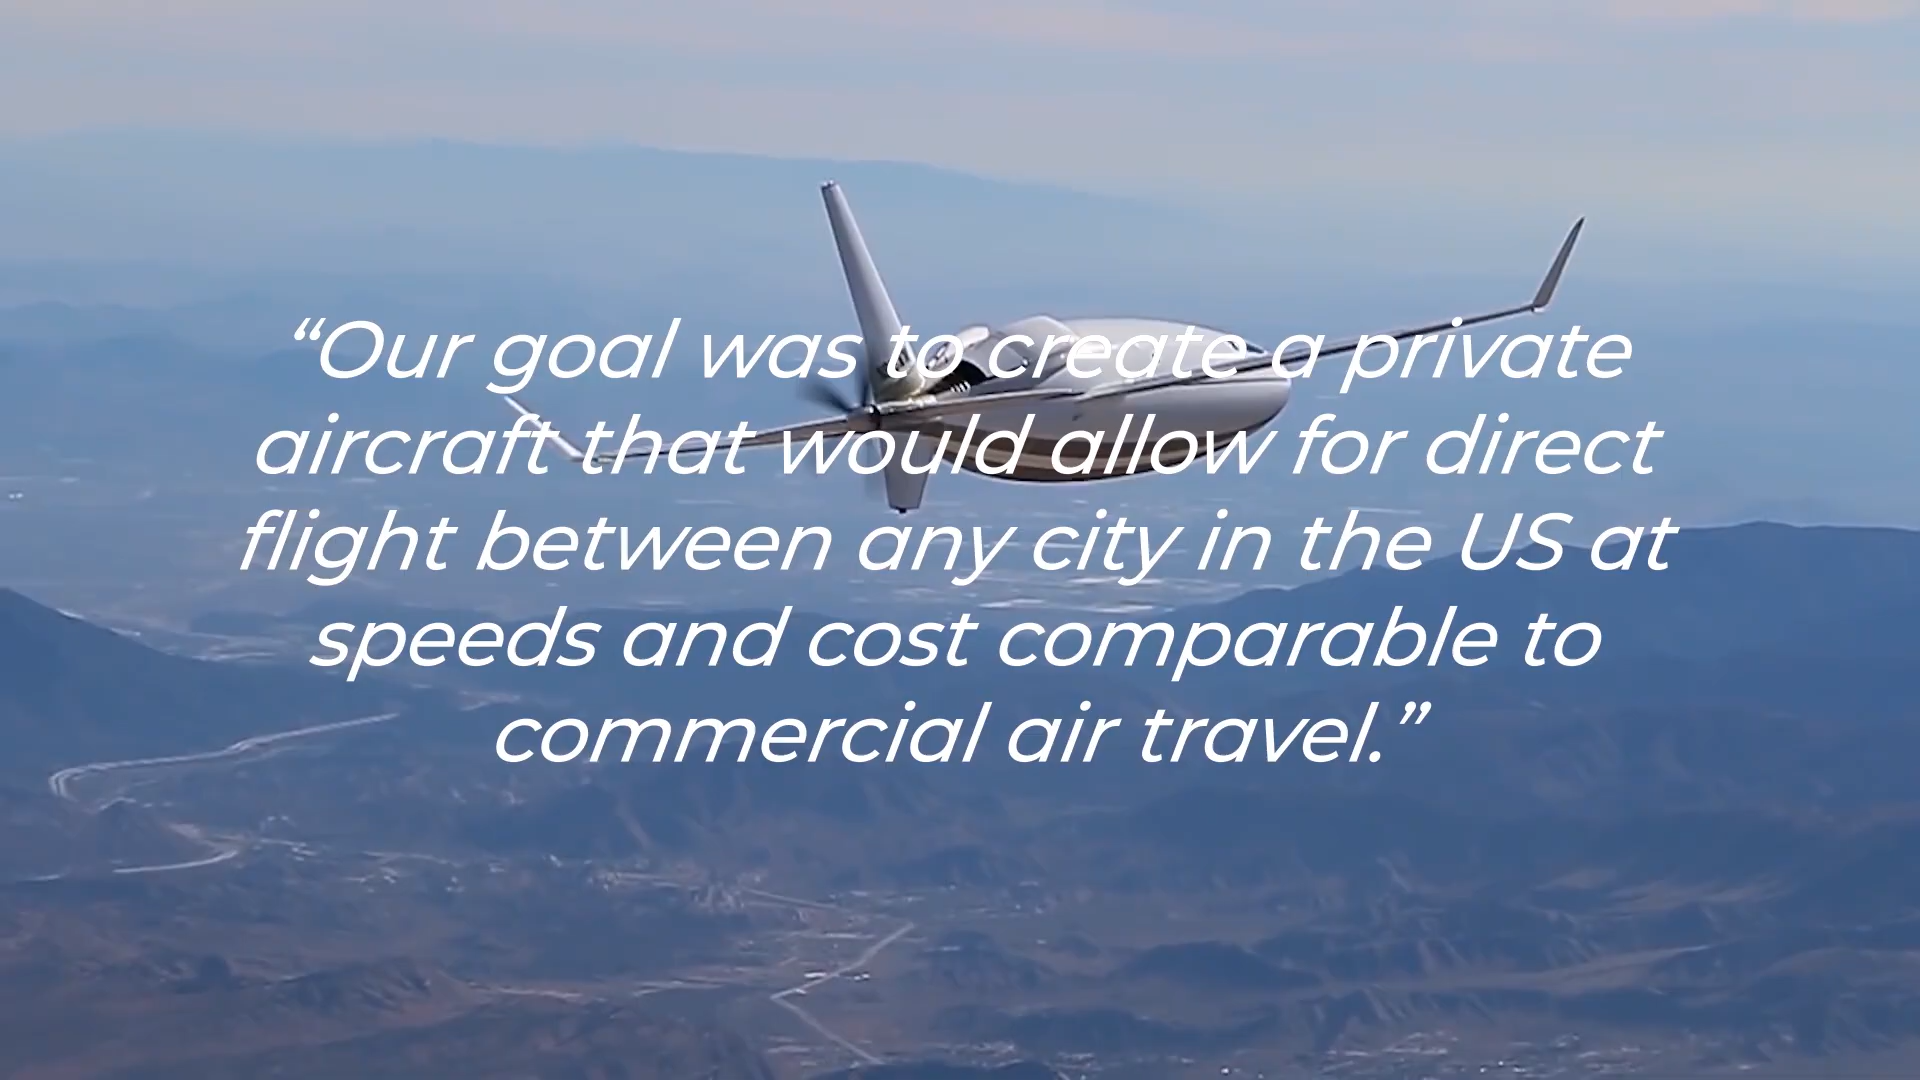 “Our goal was to create a private
aircraft that would allow for direct
flight between any city in the US at
speeds and cost comparable to
commercial air travel.”